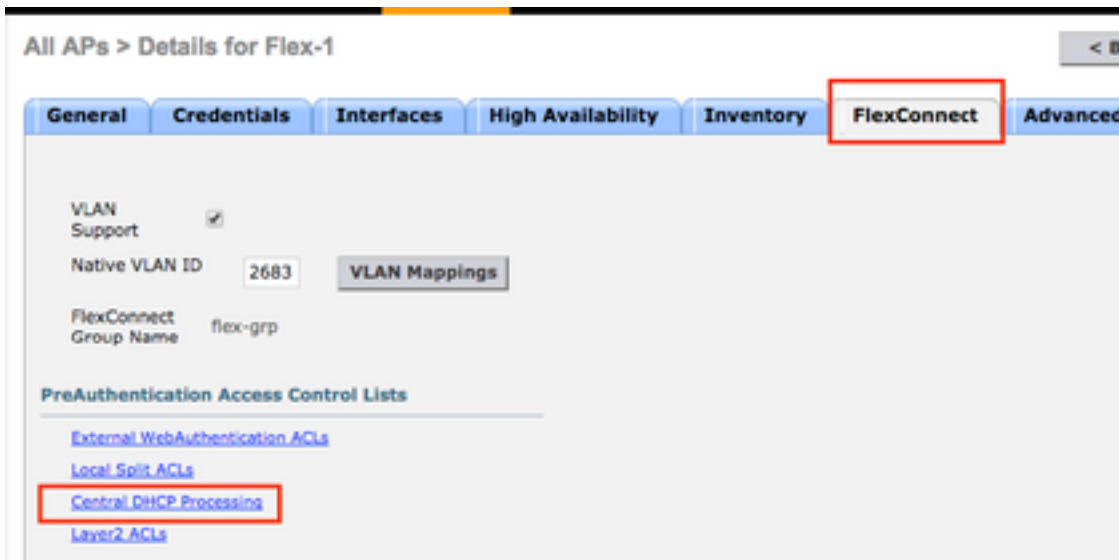 All APs > Details for Flex-1
< B
General Credentials Interfaces High Availability Inventory FlexConnect Advanced
VLAN
Support
Native VLAN ID 2683 VLAN Mappings
FlexConnect
Group Name flex-grp
PreAuthentication Access Control Lists
External WebAuthentication ACLs
Local Split ACLs
Central DHCP Processing
Layer2 ACLs